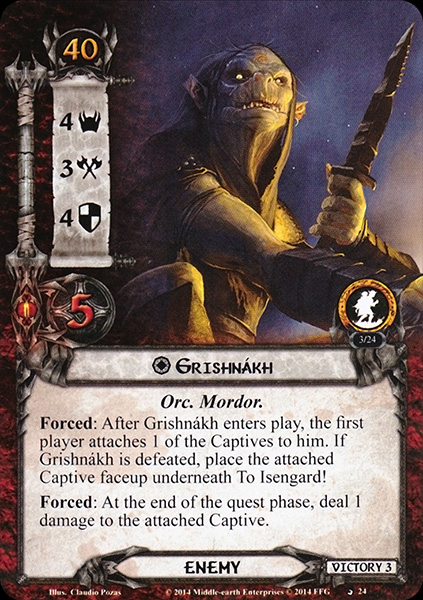 40
4
3
4
5
3/24
Grishnákh
Orc. Mordor.
Forced: After Grishnákh enters play, the first
player attaches 1 of the Captives to him. If
Grishnákh is defeated, place the attached
Captive faceup underneath To Isengard!
Forced: At the end of the quest phase, deal 1
damage to the attached Captive.
ENEMY
VICTORY 3
Illus. Claudio Pozas
© 2014 Middle-earth Enterprises © 2014 FFG
24